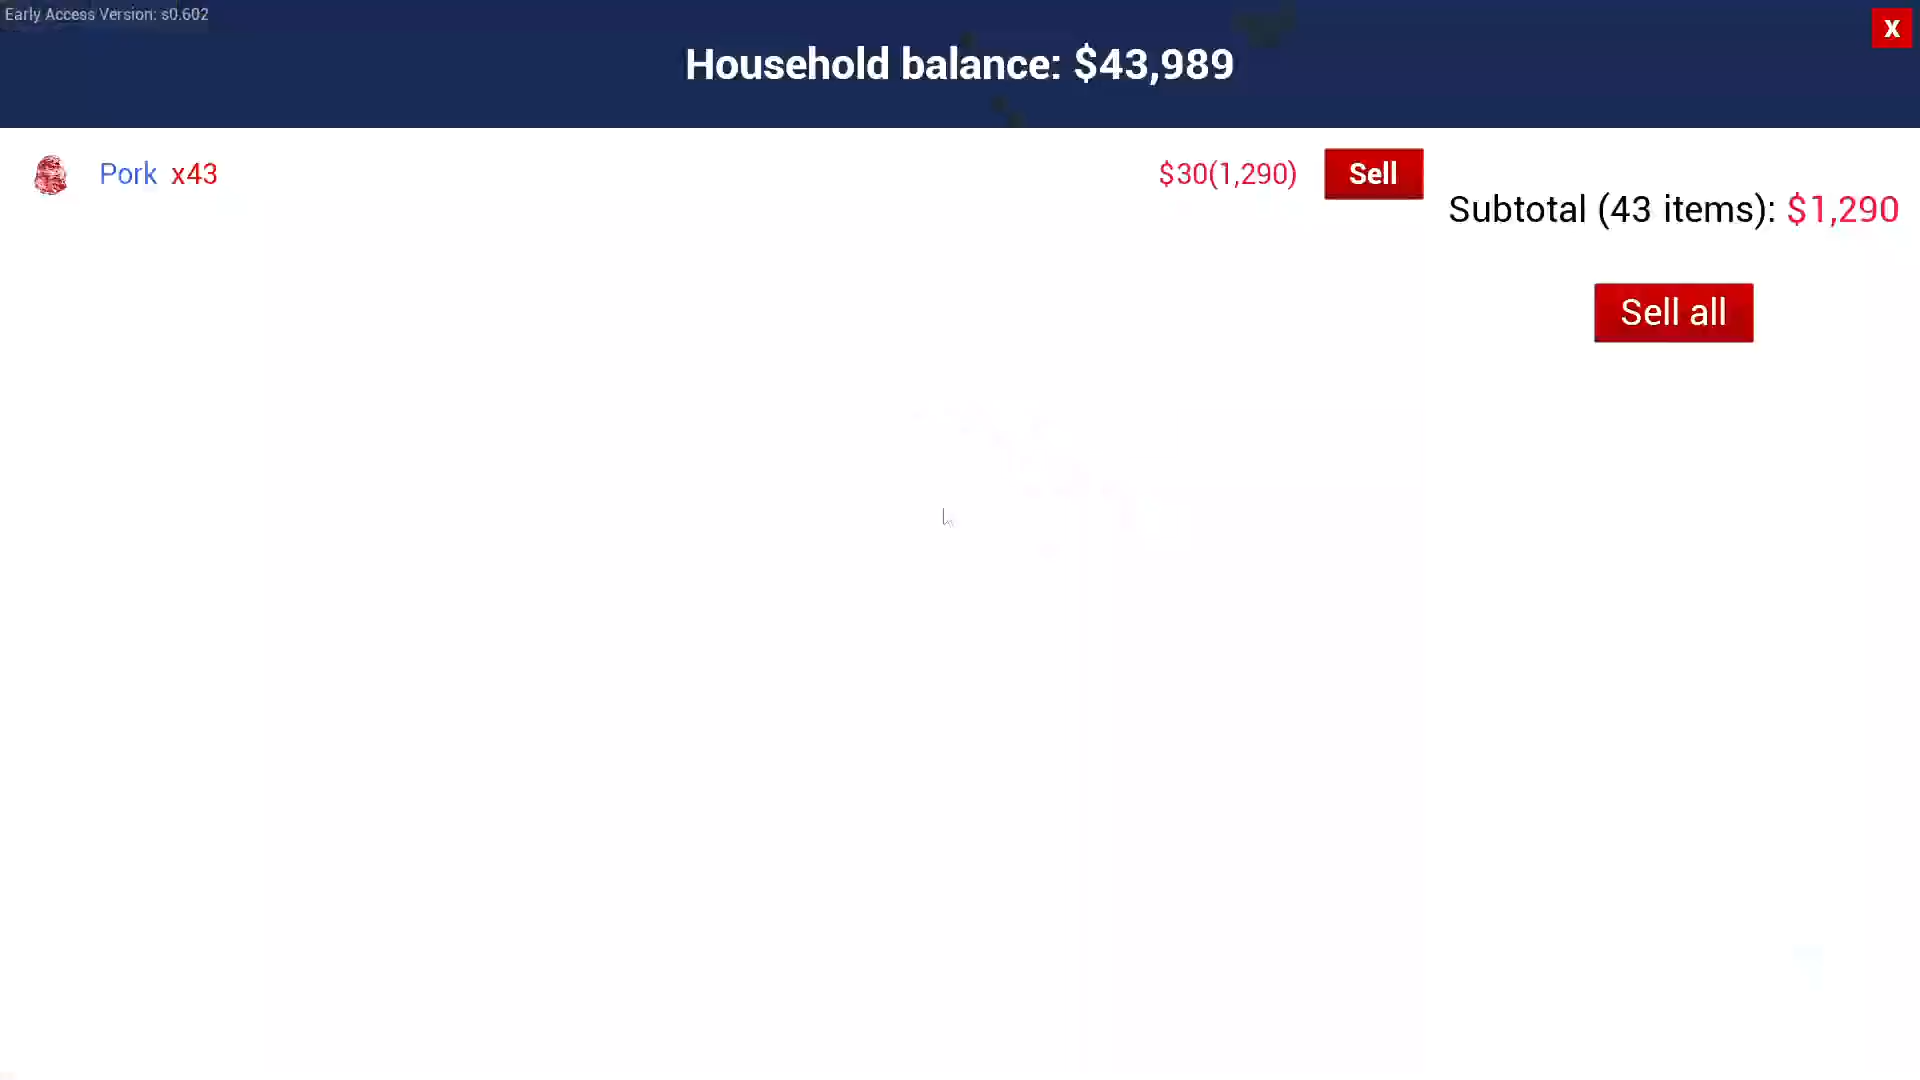 Early Access Version: s0.602
X
Household balance: $43,989
Pork x43 $30(1,290) Sell
Subtotal (43 items): $1,290
Sell all